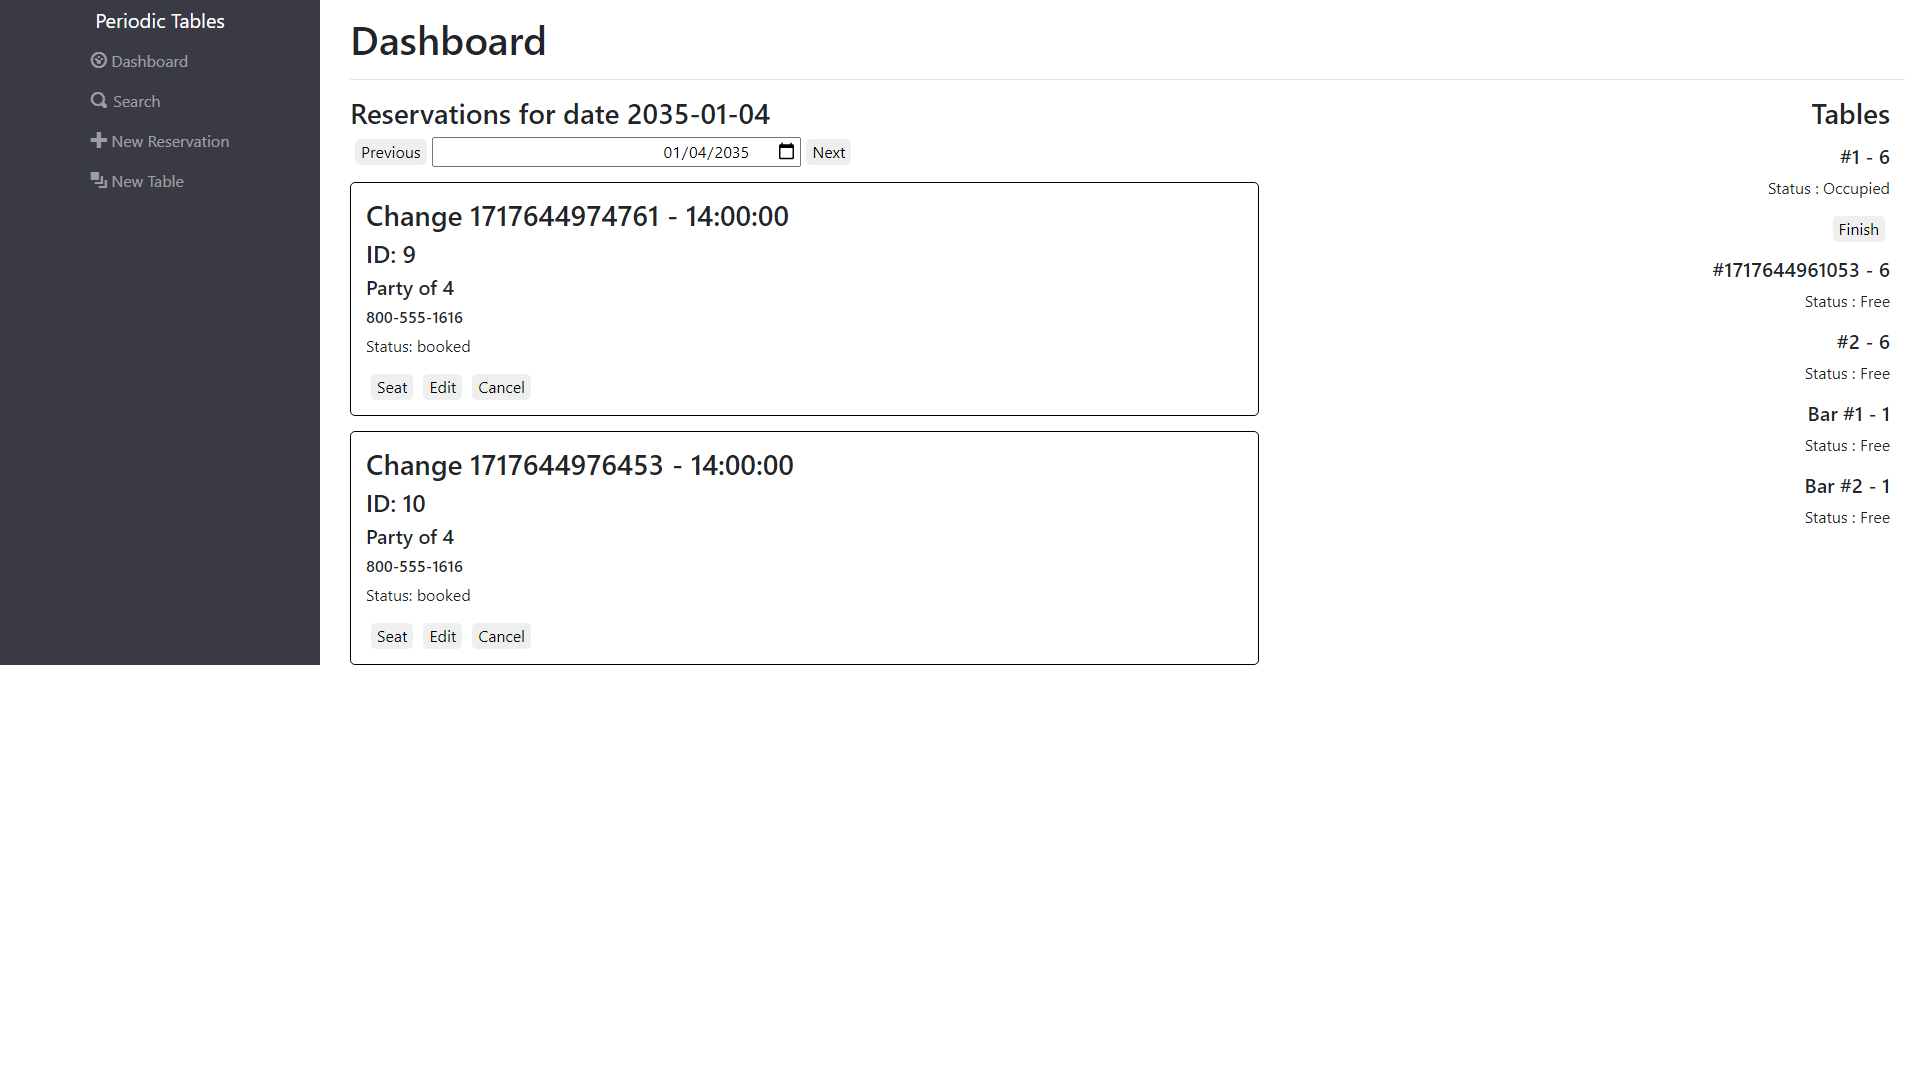 Periodic Tables
Dashboard
Search
New Reservation
New Table
Dashboard
Reservations for date 2035-01-04
Previous 01/04/2035 Next
Change 1717644974761 - 14:00:00
ID: 9
Party of 4
800-555-1616
Status: booked
Seat Edit Cancel
Change 1717644976453 - 14:00:00
ID: 10
Party of 4
800-555-1616
Status: booked
Seat Edit Cancel
Tables
#1 - 6
Status : Occupied
Finish
#1717644961053 - 6
Status : Free
#2 - 6
Status : Free
Bar #1 - 1
Status : Free
Bar #2 - 1
Status : Free